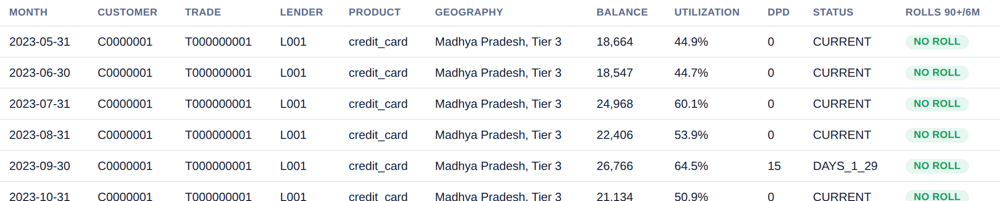 MONTH CUSTOMER TRADE LENDER PRODUCT GEOGRAPHY BALANCE UTILIZATION DPD STATUS ROLLS 90+/6M
2023-05-31 C0000001 T000000001 L001 credit_card Madhya Pradesh, Tier 3 18,664 44.9% 0 CURRENT NO ROLL
2023-06-30 C0000001 T000000001 L001 credit_card Madhya Pradesh, Tier 3 18,547 44.7% 0 CURRENT NO ROLL
2023-07-31 C0000001 T000000001 L001 credit_card Madhya Pradesh, Tier 3 24,968 60.1% 0 CURRENT NO ROLL
2023-08-31 C0000001 T000000001 L001 credit_card Madhya Pradesh, Tier 3 22,406 53.9% 0 CURRENT NO ROLL
2023-09-30 C0000001 T000000001 L001 credit_card Madhya Pradesh, Tier 3 26,766 64.5% 15 DAYS_1_29 NO ROLL
2023-10-31 C0000001 T000000001 L001 credit_card Madhya Pradesh, Tier 3 21,134 50.9% 0 CURRENT NO ROLL